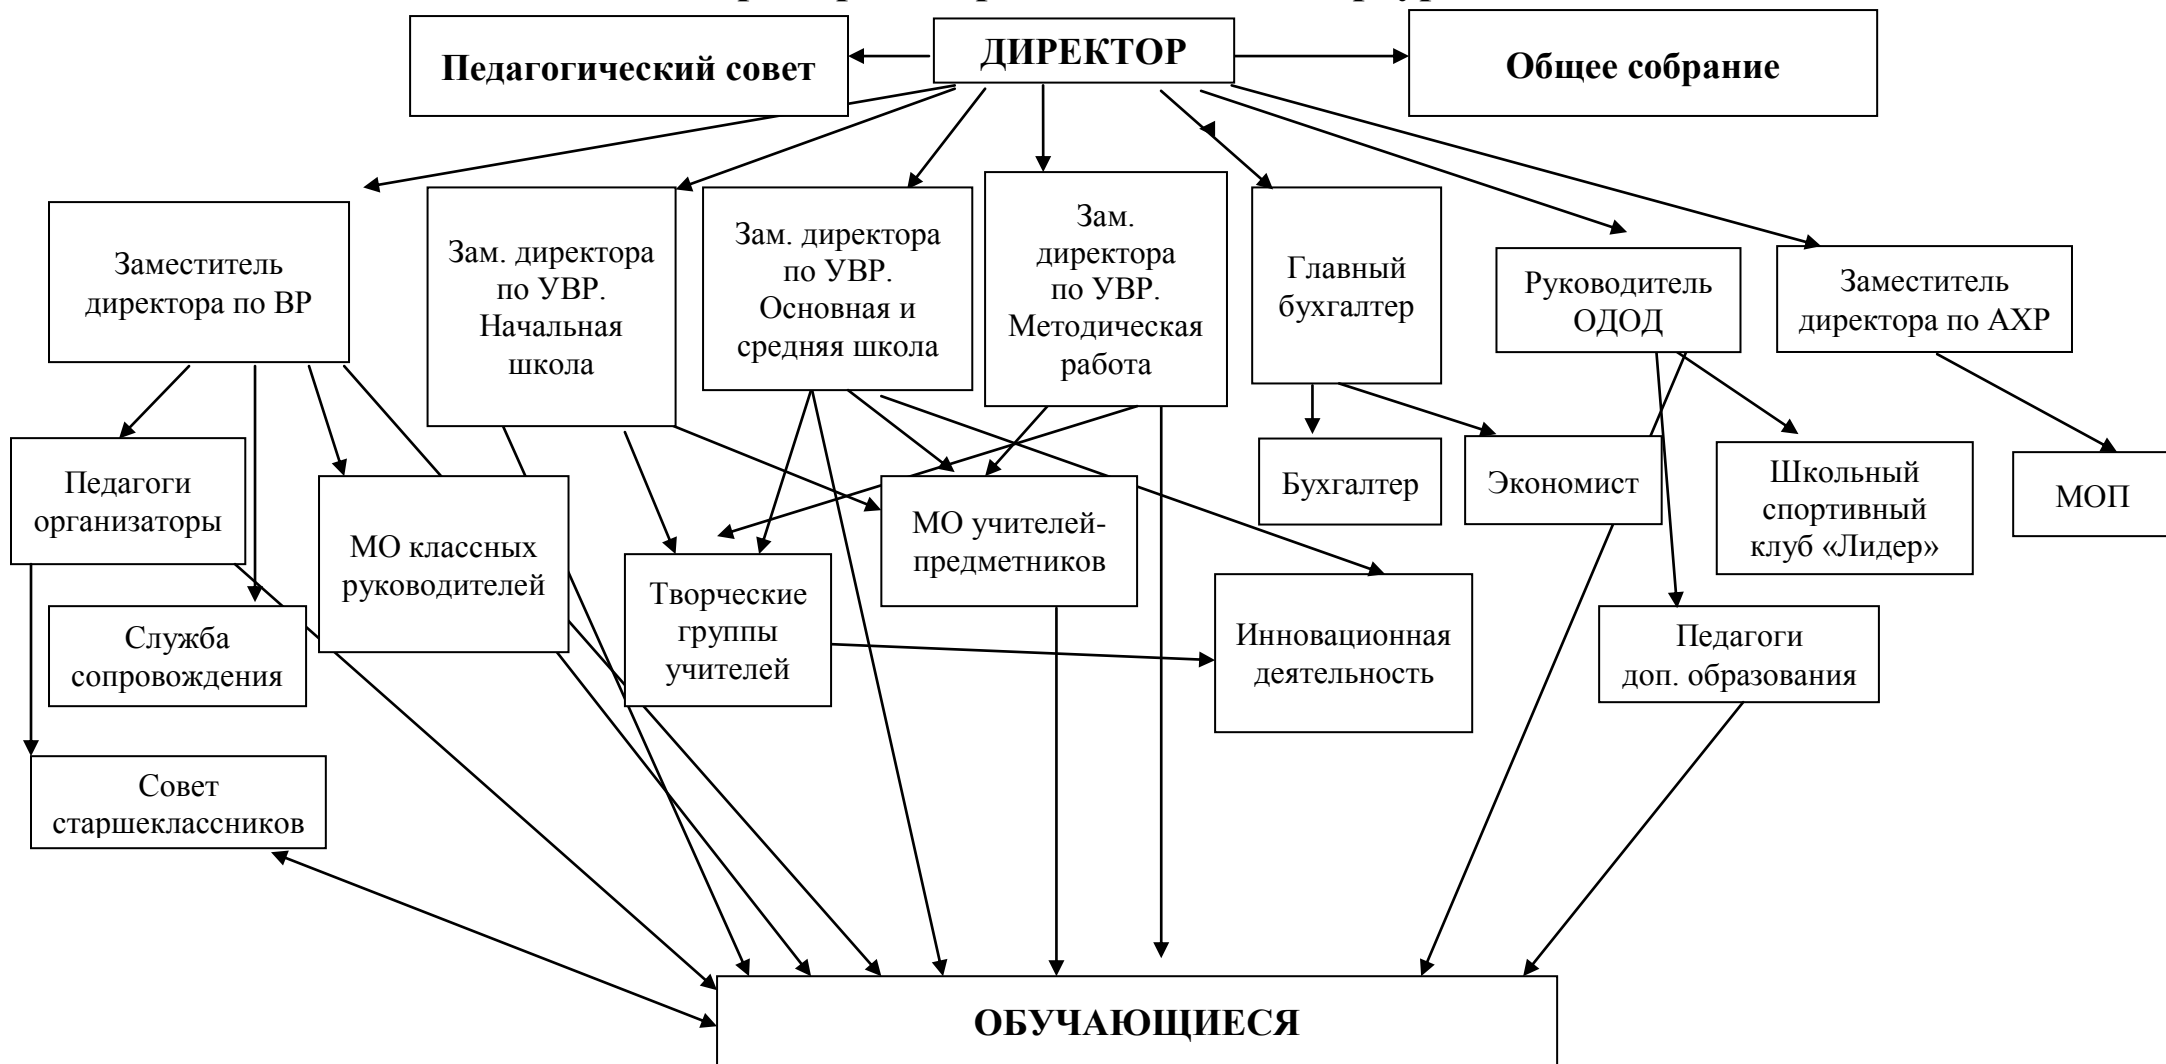 ДИРЕКТОР
Педагогический совет
Общее собрание
Заместитель
директора по ВР
Зам. директора
по УВР.
Начальная
школа
Зам. директора
по УВР.
Основная и
средняя школа
Зам.
директора
по УВР.
Методическая
работа
Главный
бухгалтер
Руководитель
ОДОД
Заместитель
директора по АХР
Педагоги
организаторы
МО классных
руководителей
МО учителей-
предметников
Бухгалтер
Экономист
Школьный
спортивный
клуб «Лидер»
МОП
Служба
сопровождения
Творческие
группы
учителей
Инновационная
деятельность
Педагоги
доп. образования
Совет
старшеклассников
ОБУЧАЮЩИЕСЯ